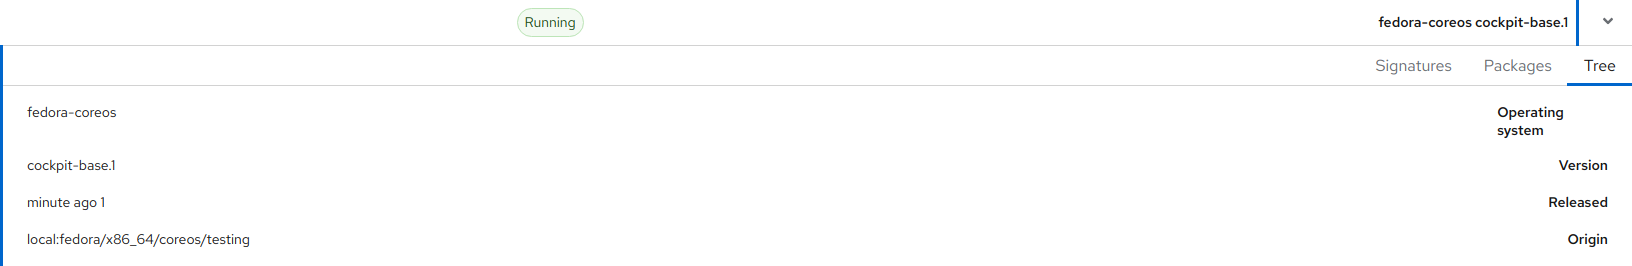 fedora-coreos cockpit-base.1
Running
Tree
Packages
Signatures
Operating
system
fedora-coreos
Version
cockpit-base.1
Released
minute ago 1
Origin
local:fedora/x86_64/coreos/testing